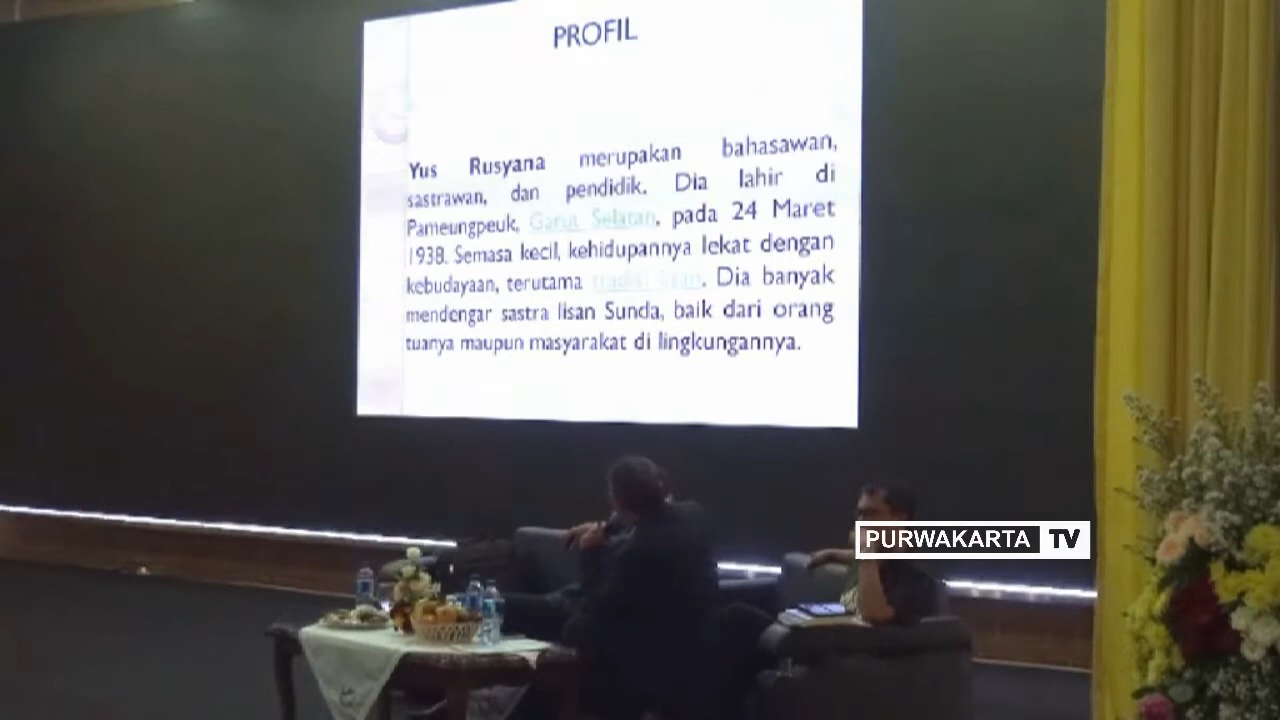 PROFIL
Yus Rusyana merupakan bahasawan,
sastrawan, dan pendidik. Dia lahir di
Pameungpeuk, Garut Selatan, pada 24 Maret
1938. Semasa kecil, kehidupannya lekat dengan
kebudayaan, terutama tradisi lisan. Dia banyak
mendengar sastra lisan Sunda, baik dari orang
tuanya maupun masyarakat di lingkungannya.
PURWAKARTA TV